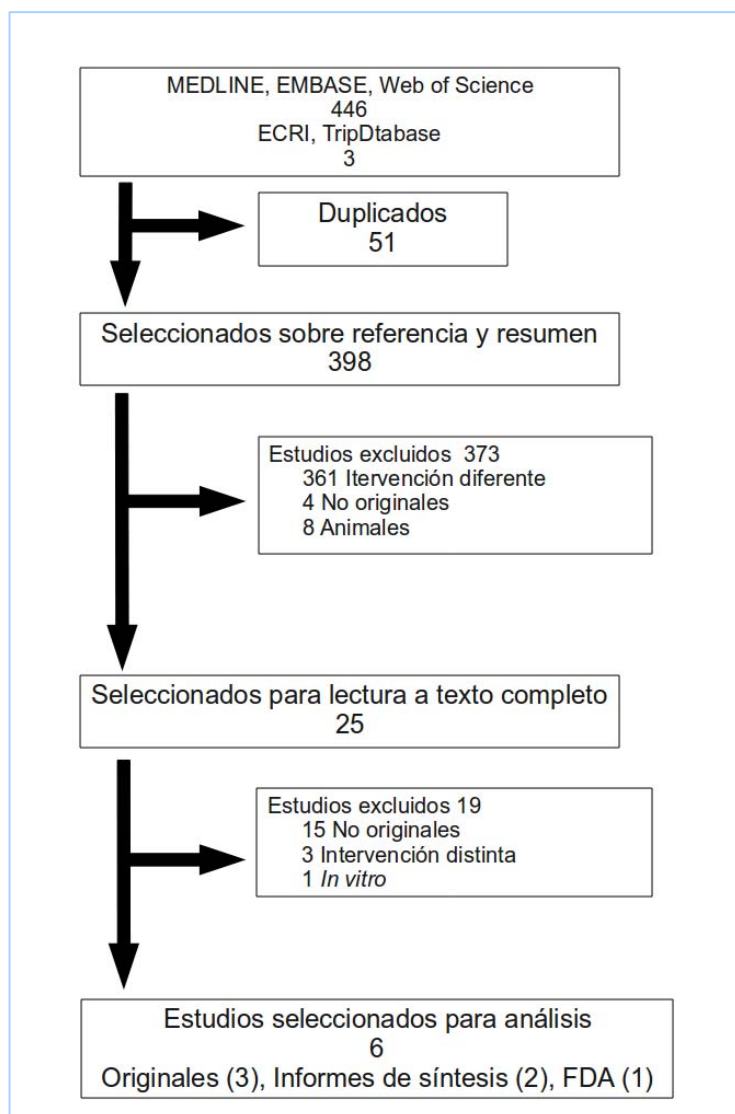 MEDLINE, EMBASE, Web of Science
446
ECRI, TripDtabase
3
Duplicados
51
Seleccionados sobre referencia y resumen
398
Estudios excluidos 373
361 Itervención diferente
4 No originales
8 Animales
Seleccionados para lectura a texto completo
25
Estudios excluidos 19
15 No originales
3 Intervención distinta
1 In vitro
Estudios seleccionados para análisis
6
Originales (3), Informes de síntesis (2), FDA (1)